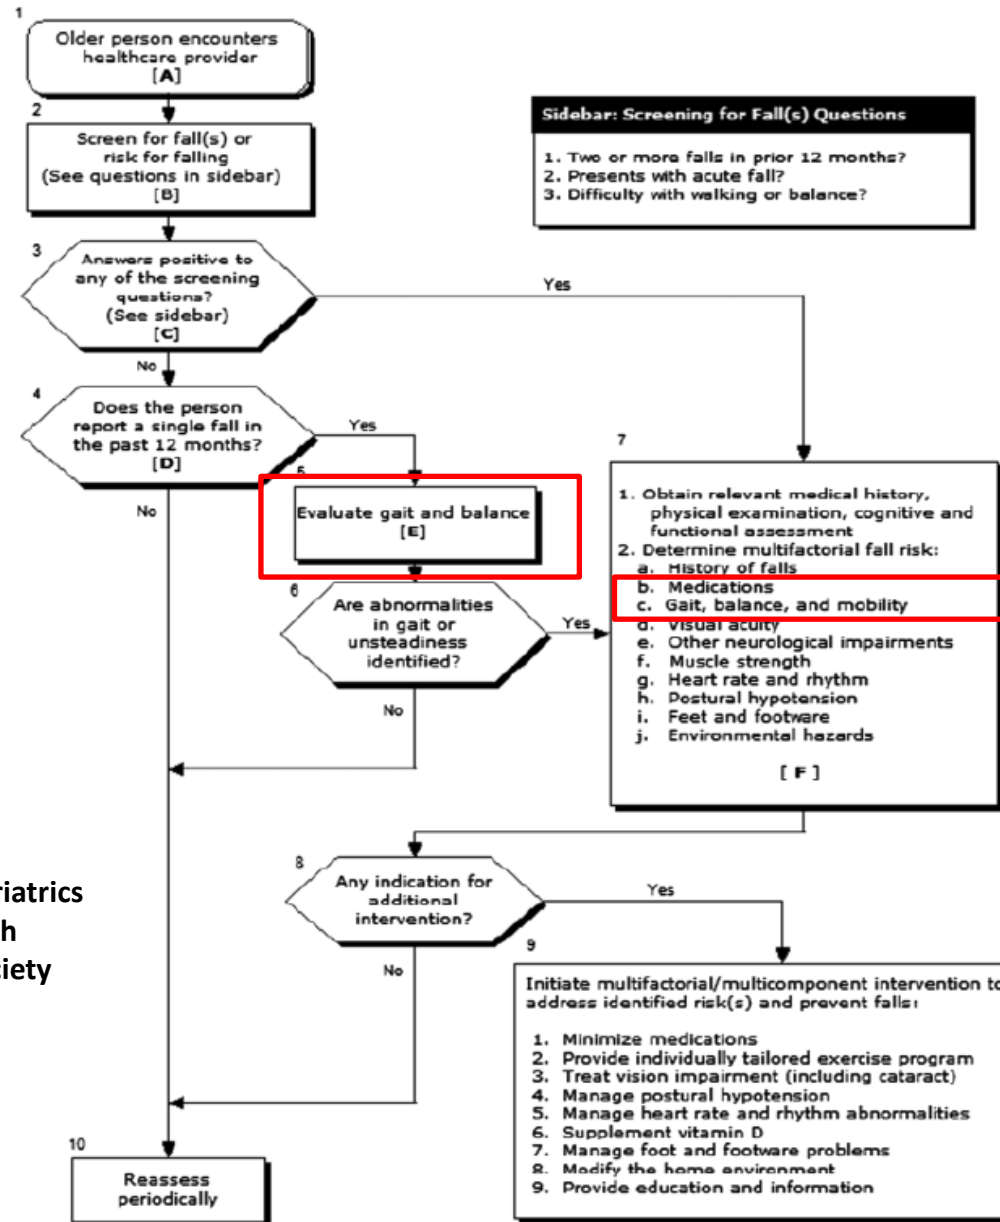 1
Older person encounters
healthcare provider
[A]
2
Screen for fall(s) or
risk for falling
(See questions in sidebar)
[B]
Sidebar: Screening for Fall(s) Questions
1. Two or more falls in prior 12 months?
2. Presents with acute fall?
3. Difficulty with walking or balance?
3
Answers positive to
any of the screening
questions?
(See sidebar)
[C]
Yes
No
4
Does the person
report a single fall in
the past 12 months?
[D]
Yes
No
5
Evaluate gait and balance
[E]
6
Are abnormalities
in gait or
unsteadiness
identified?
Yes
No
7
1. Obtain relevant medical history,
physical examination, cognitive and
functional assessment
2. Determine multifactorial fall risk:
a. History of falls
b. Medications
c. Gait, balance, and mobility
d. Visual acuity
e. Other neurological impairments
f. Muscle strength
g. Heart rate and rhythm
h. Postural hypotension
i. Feet and footware
j. Environmental hazards
[ F ]
riatrics
h
ciety
8
Any indication for
additional
intervention?
Yes
No
9
Initiate multifactorial/multicomponent intervention to
address identified risk(s) and prevent falls:
1. Minimize medications
2. Provide individually tailored exercise program
3. Treat vision impairment (including cataract)
4. Manage postural hypotension
5. Manage heart rate and rhythm abnormalities
6. Supplement vitamin D
7. Manage foot and footware problems
8. Modify the home environment
9. Provide education and information
10
Reassess
periodically